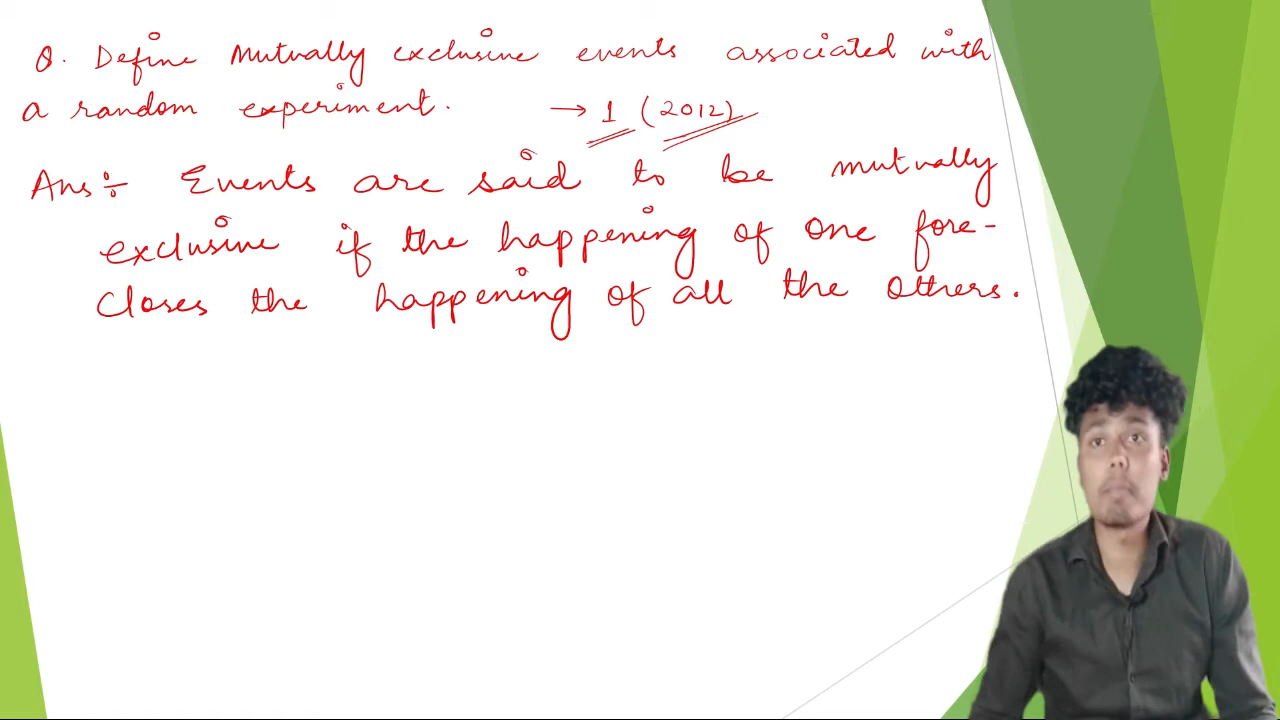 Q. Define Mutually exclusive events associated with
a random experiment. → 1 (2012)
Ans :- Events are said to be mutually
exclusive if the happening of one fore-
closes the happening of all the others.